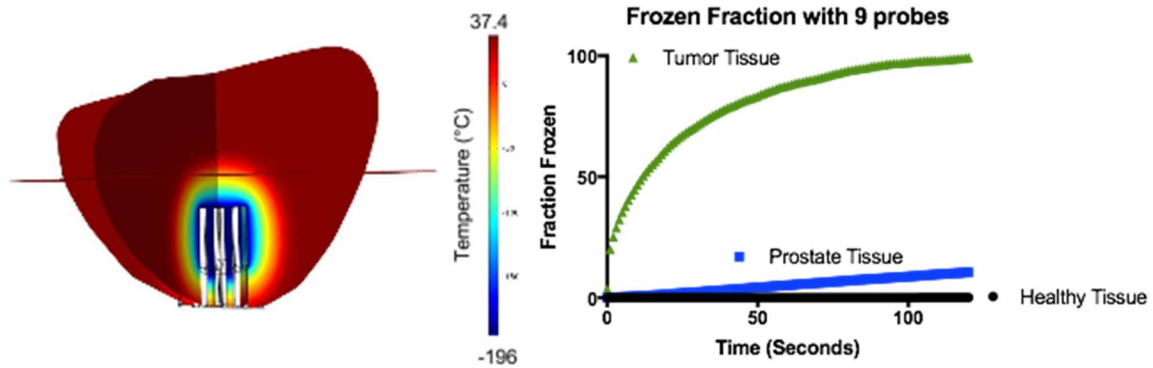 37.4
Temperature (°C)
-196
Frozen Fraction with 9 probes
Fraction Frozen
100
50
0
Tumor Tissue
Prostate Tissue
Healthy Tissue
0
50
100
Time (Seconds)